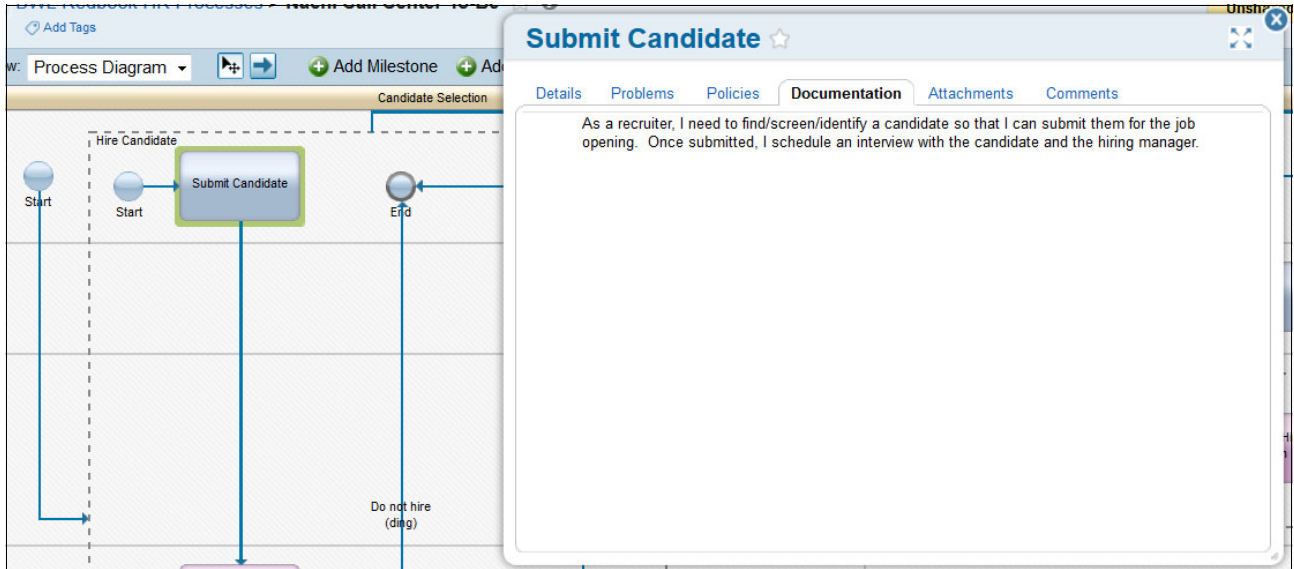 Add Tags
Process Diagram
Add Milestone
Candidate Selection
Hire Candidate
Start
Start
Submit Candidate
End
Do not hire
(ding)
Submit Candidate
Details Problems Policies Documentation Attachments Comments
As a recruiter, I need to find/screen/identify a candidate so that I can submit them for the job
opening. Once submitted, I schedule an interview with the candidate and the hiring manager.